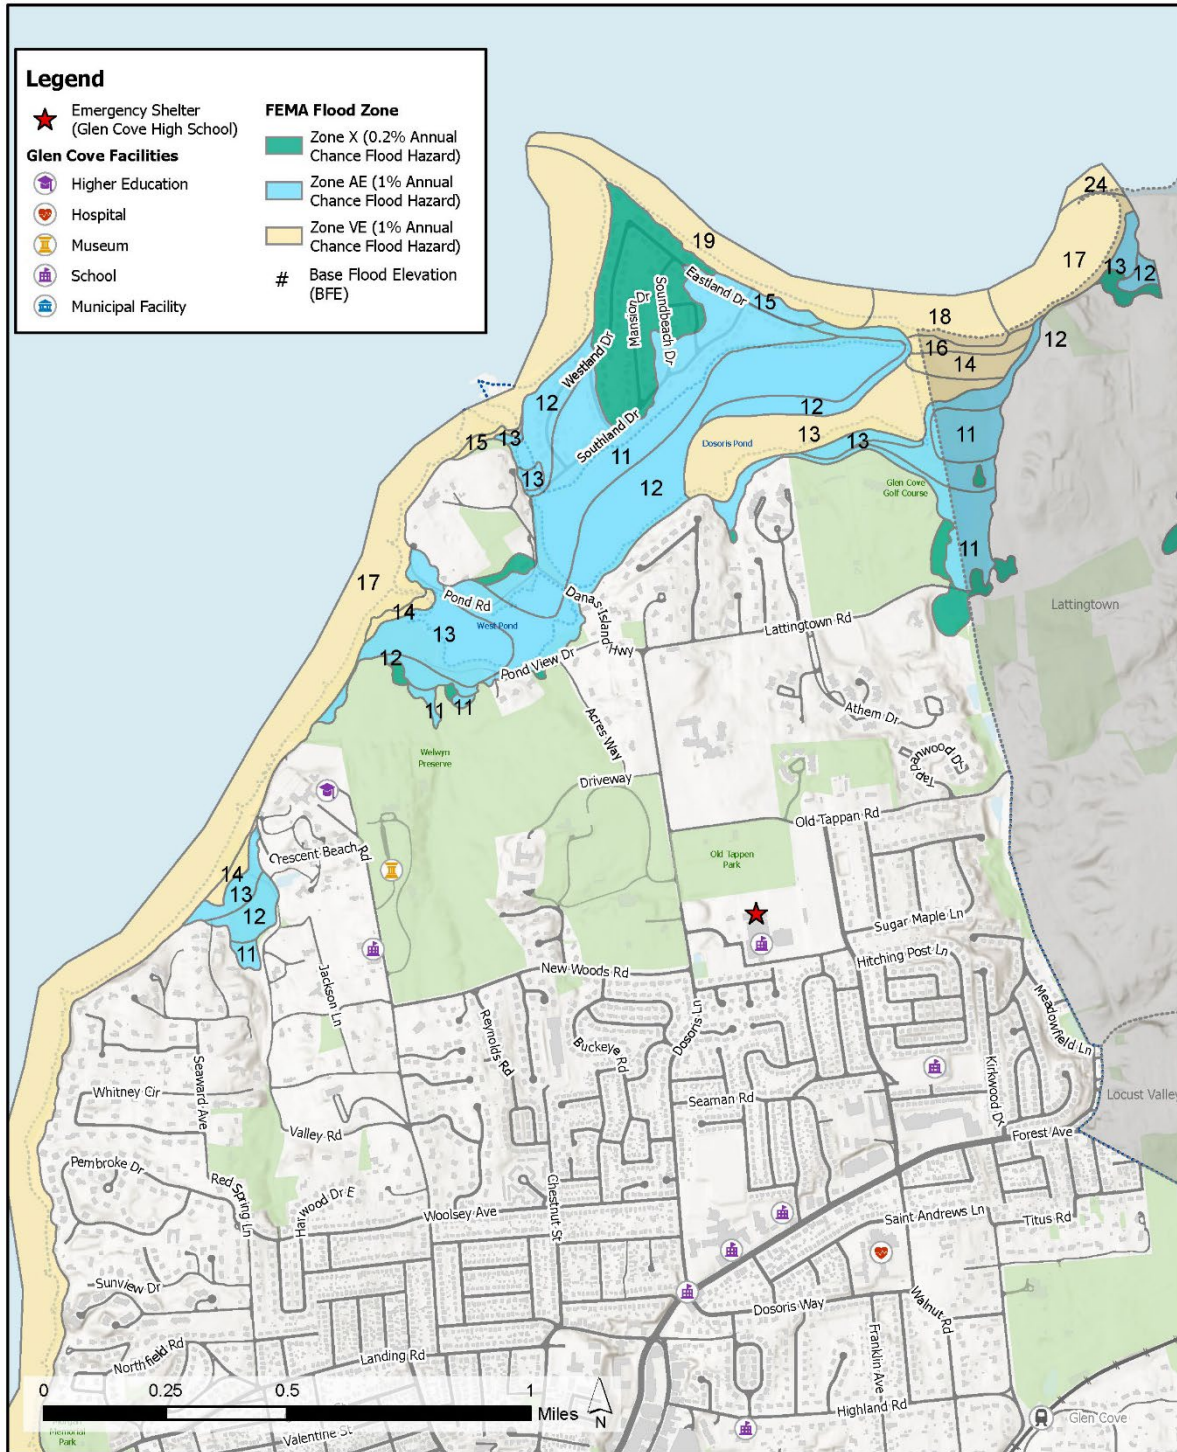 Legend
Emergency Shelter
(Glen Cove High School)
Glen Cove Facilities
Higher Education
Hospital
Museum
School
Municipal Facility
FEMA Flood Zone
Zone X (0.2% Annual
Chance Flood Hazard)
Zone AE (1% Annual
Chance Flood Hazard)
Zone VE (1% Annual
Chance Flood Hazard)
# Base Flood Elevation
(BFE)
24
19
17
13
12
Eastland Dr
15
Soundbeach Dr
Mansion Dr
18
16
14
12
Westland Dr
12
12
Southland Dr
15
13
11
Dosoris Pond
13
13
11
13
12
Glen Cove
Golf Course
11
17
14
Pond Rd
Danas Island
Hwy
Lattingtown
13
West Pond
Lattingtown Rd
12
Pond View Dr
11
11
Athem Dr
Acres Way
Welwyn
Preserve
Tappanwood Dr
Driveway
Old Tappan Rd
Crescent Beach Rd
Old Tappen
Park
14
13
12
Sugar Maple Ln
11
Hitching Post Ln
New Woods Rd
Jackson Ln
Meadowfield Ln
Reynolds Rd
Buckeye Rd
Dosoris Ln
Seaward Ave
Kirkwood Dr
Whitney Cir
Seaman Rd
Locust Valley
Valley Rd
Forest Ave
Pembroke Dr
Red Spring Ln
Harwood Dr E
Chestnut St
Woolsey Ave
Saint Andrews Ln
Titus Rd
Sunview Dr
Dosoris Way
Walnut Rd
Franklin Ave
Northfield Rd
Landing Rd
0 0.25 0.5 1
Miles
N
Highland Rd
Glen Cove
Memorial
Park
Valentine St